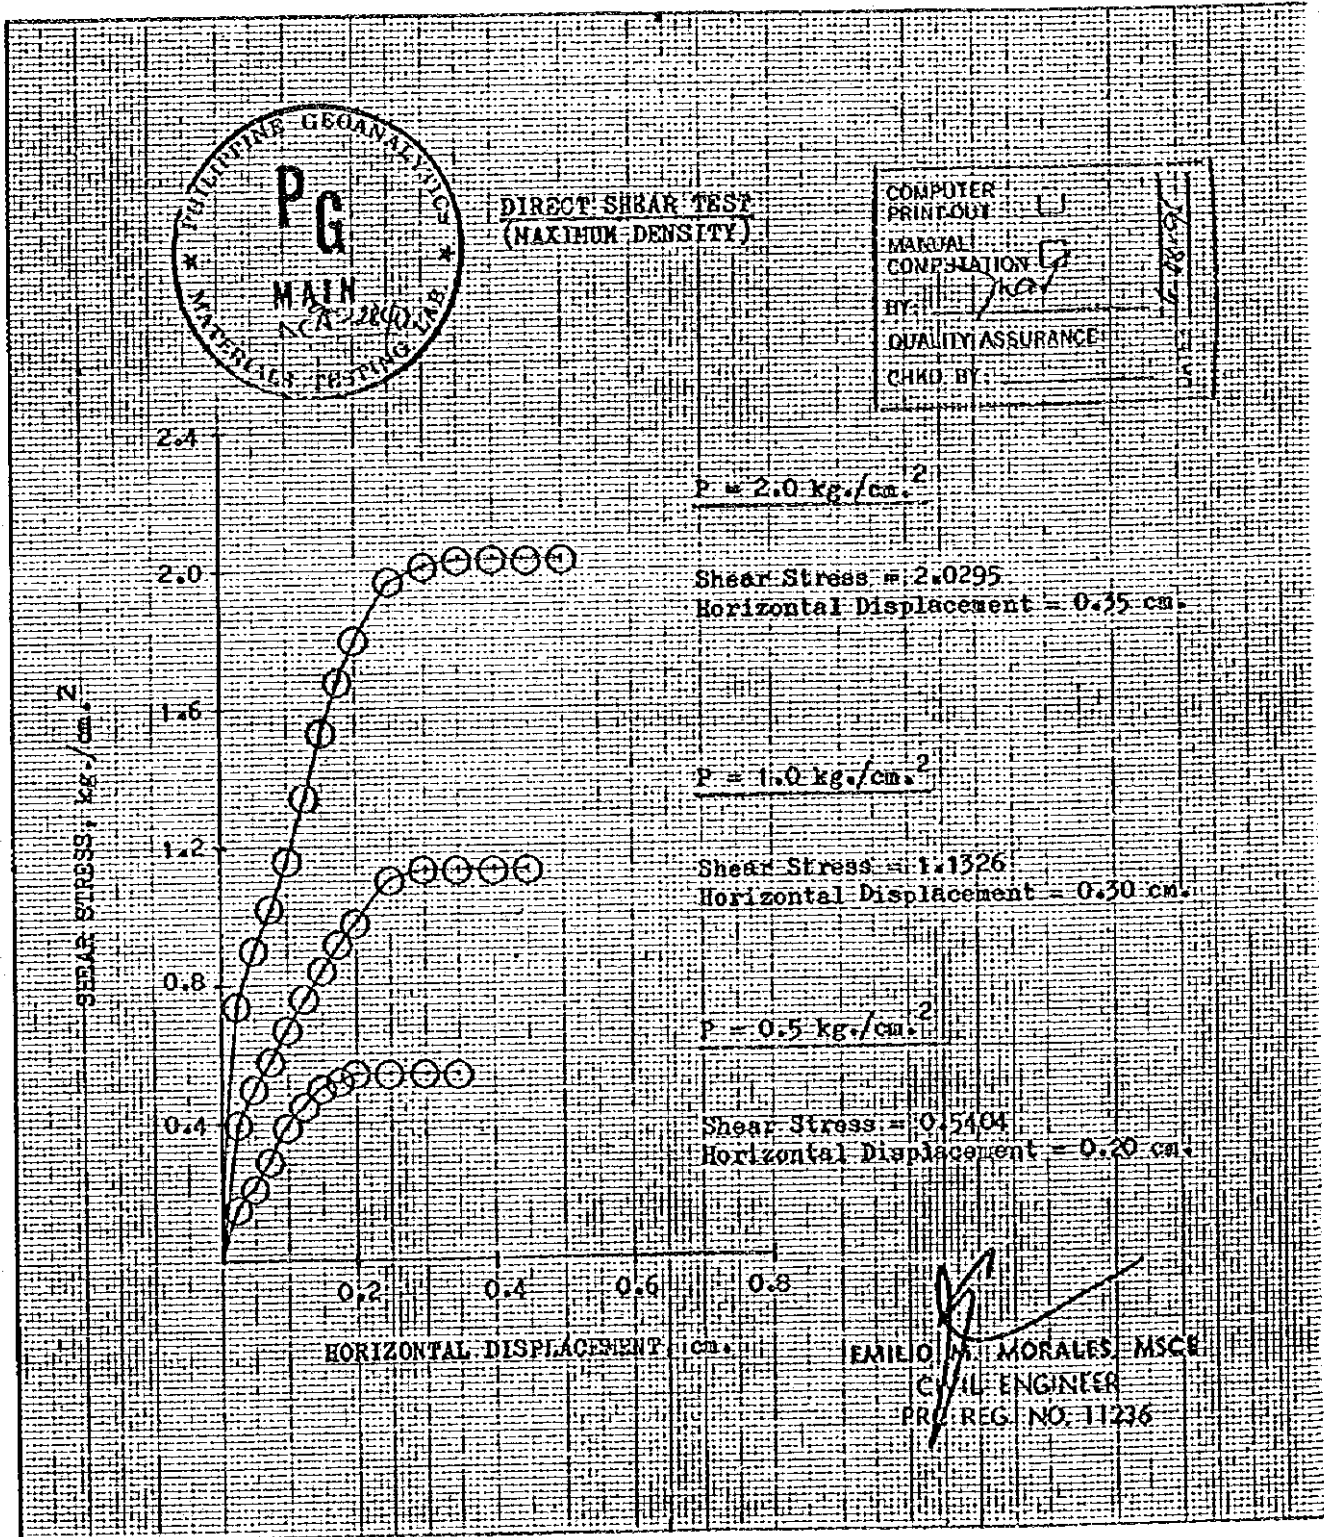 PHILIPPINE GEOANALYTICS
PG
MAIN
MATERIALS TESTING LAB
DIRECT SHEAR TEST
(MAXIMUM DENSITY)
COMPUTER
PRINT-OUT
MANUAL
COMPUTATION
BY:
QUALITY ASSURANCE
CHKD BY:
2.4
2.0
1.6
1.2
0.8
0.4
SHEAR STRESS, kg./cm.2
P = 2.0 kg./cm.2
Shear Stress = 2.0295
Horizontal Displacement = 0.35 cm.
P = 1.0 kg./cm.2
Shear Stress = 1.1326
Horizontal Displacement = 0.30 cm.
P = 0.5 kg./cm.2
Shear Stress = 0.5404
Horizontal Displacement = 0.20 cm.
0.2 0.4 0.6 0.8
HORIZONTAL DISPLACEMENT, cm.
EMILIO M. MORALES, MSCE
CIVIL ENGINEER
PRC REG. NO. 11236